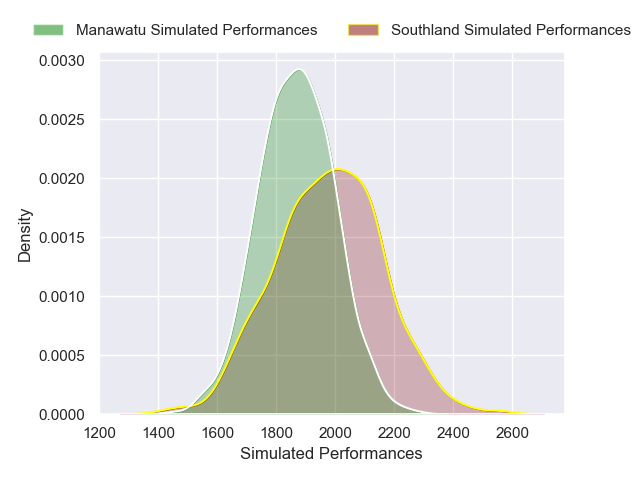 Manawatu Simulated Performances Southland Simulated Performances
0.0030
0.0025
0.0020
0.0015
0.0010
0.0005
0.0000
Density
1200 1400 1600 1800 2000 2200 2400 2600
Simulated Performances